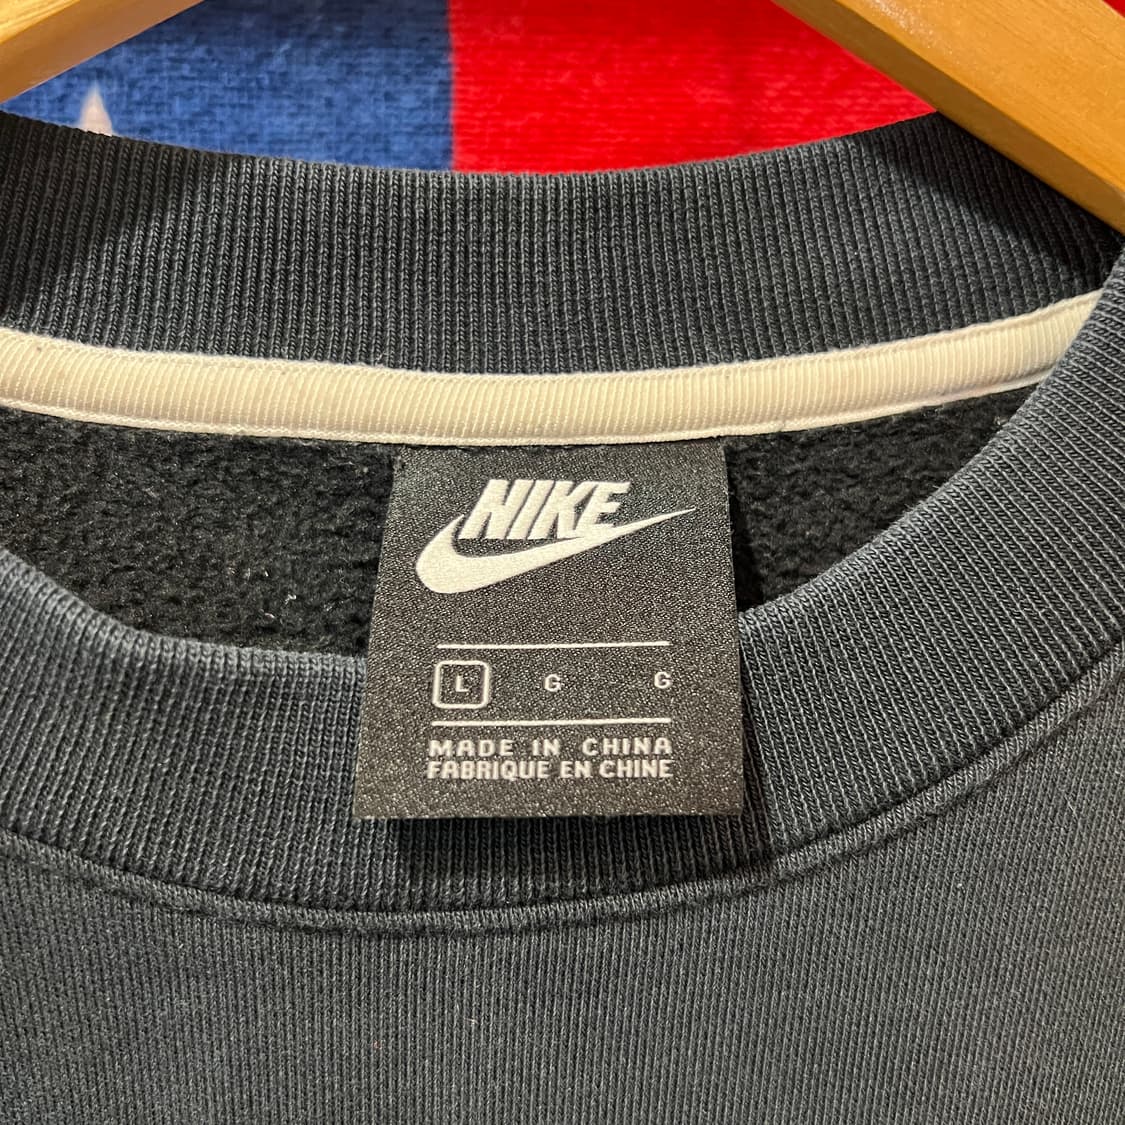 NIKE
L G G
MADE IN CHINA
FABRIQUE EN CHINE